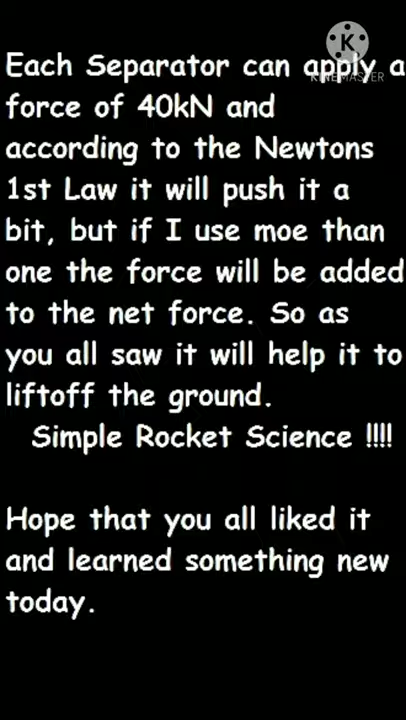 Each Separator can apply a
force of 40kN and
according to the Newtons
1st Law it will push it a
bit, but if I use moe than
one the force will be added
to the net force. So as
you all saw it will help it to
liftoff the ground.
Simple Rocket Science !!!!
Hope that you all liked it
and learned something new
today.
K
KINEMASTER